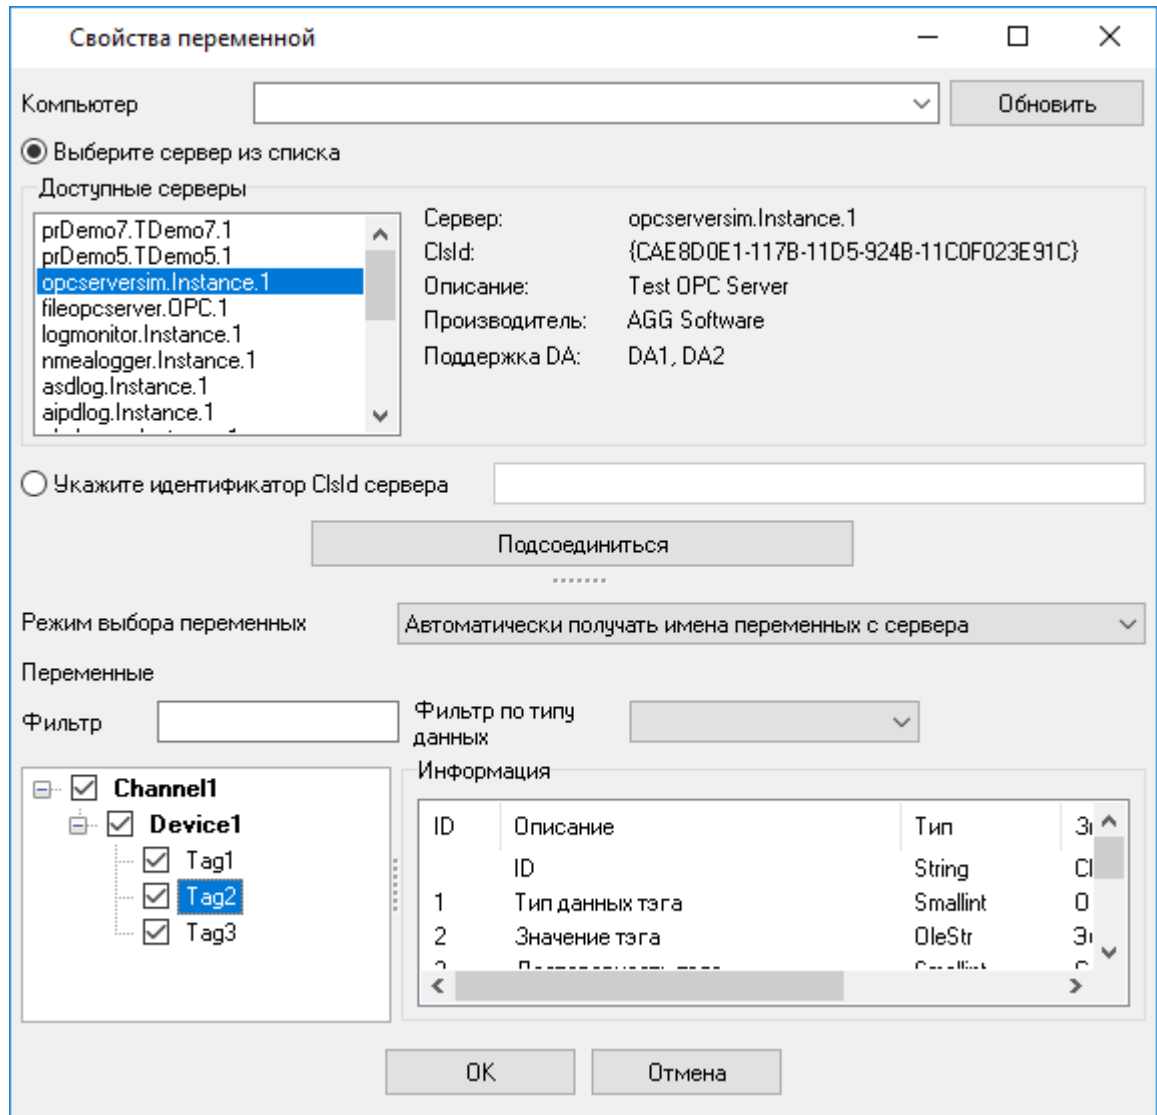 Свойства переменной
Компьютер
Обновить
Выберите сервер из списка
Доступные серверы
prDemo7.TDemo7.1
prDemo5.TDemo5.1
opcserversim.Instance.1
fileopcserver.OPC.1
logmonitor.Instance.1
nmealogger.Instance.1
asdlog.Instance.1
aipdlog.Instance.1
Сервер: opcserversim.Instance.1
ClsId: {CAE8D0E1-117B-11D5-924B-11C0F023E91C}
Описание: Test OPC Server
Производитель: AGG Software
Поддержка DA: DA1, DA2
Укажите идентификатор ClsId сервера
Подсоединиться
Режим выбора переменных Автоматически получать имена переменных с сервера
Переменные
Фильтр
Фильтр по типу
данных
Channel1
Device1
Tag1
Tag2
Tag3
Информация
ID Описание Тип
ID String
1 Тип данных тэга Smallint
2 Значение тэга OleStr
OK Отмена